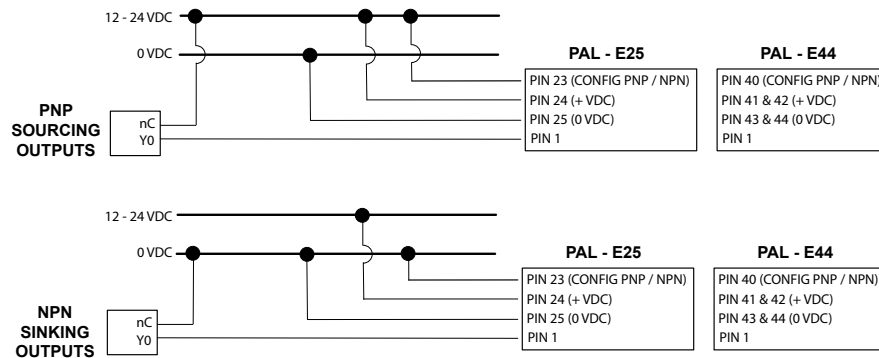 12 - 24 VDC
0 VDC
PNP
SOURCING
OUTPUTS
nC
Y0
PAL - E25
PIN 23 (CONFIG PNP / NPN)
PIN 24 (+ VDC)
PIN 25 (0 VDC)
PIN 1
PAL - E44
PIN 40 (CONFIG PNP / NPN)
PIN 41 & 42 (+ VDC)
PIN 43 & 44 (0 VDC)
PIN 1
12 - 24 VDC
0 VDC
NPN
SINKING
OUTPUTS
nC
Y0
PAL - E25
PIN 23 (CONFIG PNP / NPN)
PIN 24 (+ VDC)
PIN 25 (0 VDC)
PIN 1
PAL - E44
PIN 40 (CONFIG PNP / NPN)
PIN 41 & 42 (+ VDC)
PIN 43 & 44 (0 VDC)
PIN 1